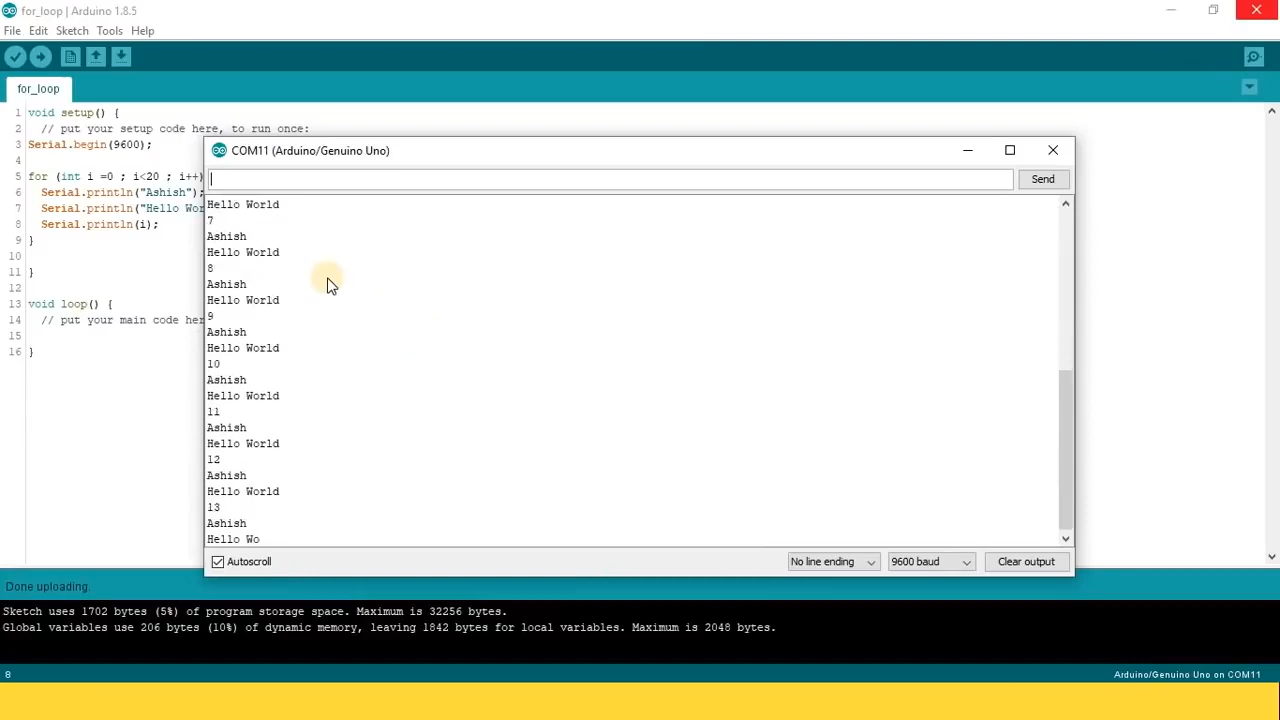 for_loop | Arduino 1.8.5
File Edit Sketch Tools Help
for_loop
1 void setup() {
2 // put your setup code here, to run once:
3 Serial.begin(9600);
4
5 for (int i =0 ; i<20 ; i++)
6 Serial.println("Ashish");
7 Serial.println("Hello Wor
8 Serial.println(i);
9 }
10
11 }
12
13 void loop() {
14 // put your main code her
15
16 }
COM11 (Arduino/Genuino Uno)
Send
Hello World
7
Ashish
Hello World
8
Ashish
Hello World
9
Ashish
Hello World
10
Ashish
Hello World
11
Ashish
Hello World
12
Ashish
Hello World
13
Ashish
Hello Wo
Autoscroll No line ending 9600 baud Clear output
Done uploading.
Sketch uses 1702 bytes (5%) of program storage space. Maximum is 32256 bytes.
Global variables use 206 bytes (10%) of dynamic memory, leaving 1842 bytes for local variables. Maximum is 2048 bytes.
8 Arduino/Genuino Uno on COM11